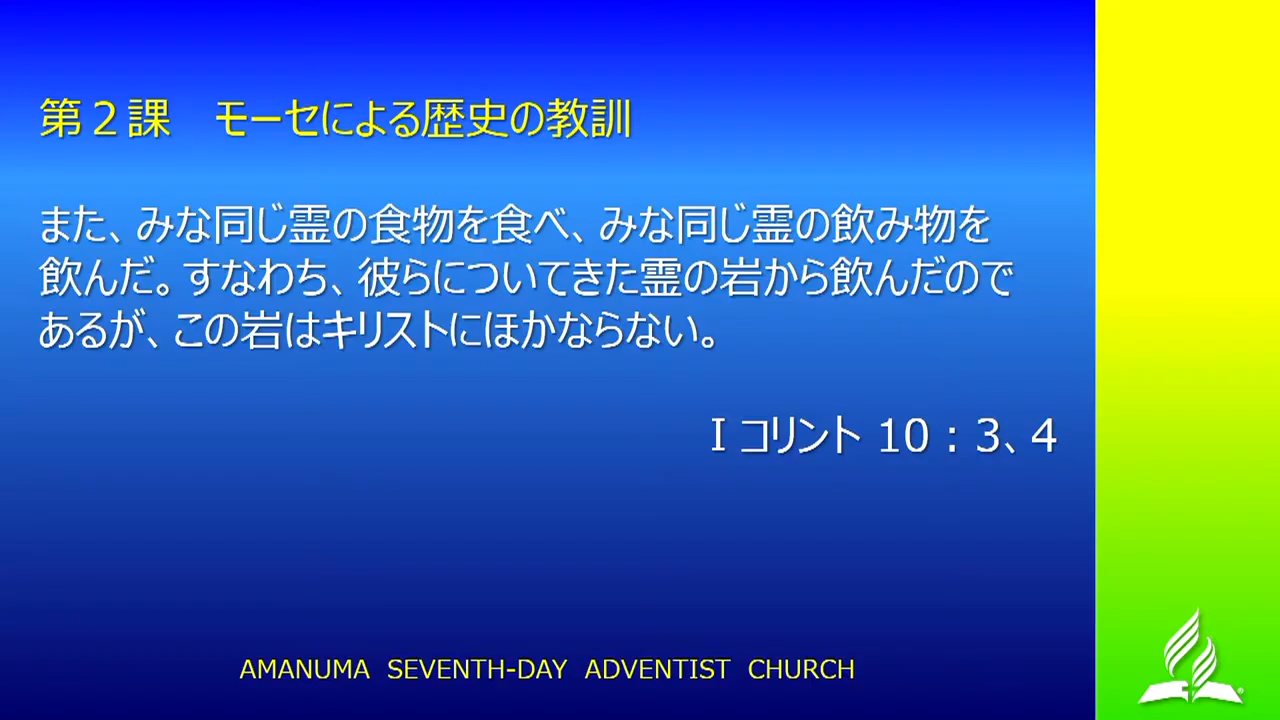 第２課　モーセによる歴史の教訓
また、みな同じ霊の食物を食べ、みな同じ霊の飲み物を
飲んだ。すなわち、彼らについてきた霊の岩から飲んだので
あるが、この岩はキリストにほかならない。
Ⅰコリント 10：3、4
AMANUMA SEVENTH-DAY ADVENTIST CHURCH